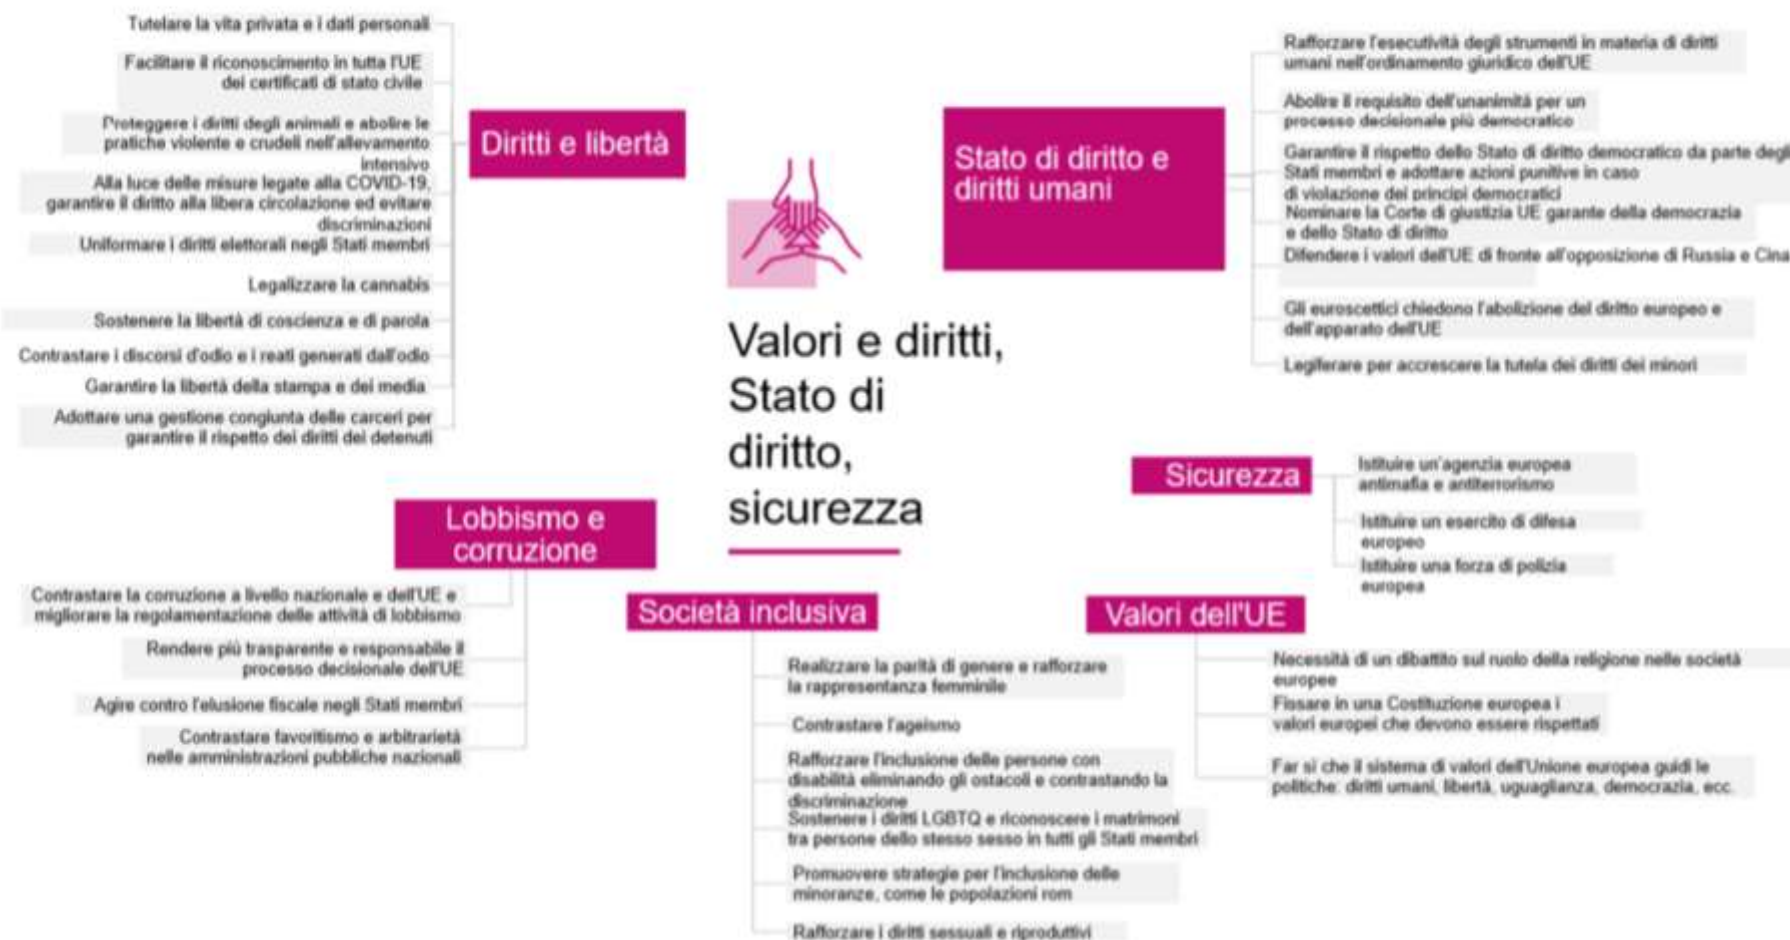 Tutelare la vita privata e i dati personali
Facilitare il riconoscimento in tutta l'UE
dei certificati di stato civile
Proteggere i diritti degli animali e abolire le
pratiche violente e crudeli nell'allevamento
intensivo
Alla luce delle misure legate alla COVID-19,
garantire il diritto alla libera circolazione ed evitare
discriminazioni
Uniformare i diritti elettorali negli Stati membri
Legalizzare la cannabis
Sostenere la libertà di coscienza e di parola
Contrastare i discorsi d'odio e i reati generati dall'odio
Garantire la libertà della stampa e dei media
Adottare una gestione congiunta delle carceri per
garantire il rispetto dei diritti dei detenuti
Diritti e libertà
Valori e diritti,
Stato di
diritto,
sicurezza
Stato di diritto e
diritti umani
Rafforzare l'esecutività degli strumenti in materia di diritti
umani nell'ordinamento giuridico dell'UE
Abolire il requisito dell'unanimità per un
processo decisionale più democratico
Garantire il rispetto dello Stato di diritto democratico da parte degli
Stati membri e adottare azioni punitive in caso
di violazione dei principi democratici
Nominare la Corte di giustizia UE garante della democrazia
e dello Stato di diritto
Difendere i valori dell'UE di fronte all'opposizione di Russia e Cina
Gli euroscettici chiedono l'abolizione del diritto europeo e
dell'apparato dell'UE
Legiferare per accrescere la tutela dei diritti dei minori
Sicurezza
Istituire un'agenzia europea
antimafia e antiterrorismo
Istituire un esercito di difesa
europeo
Istituire una forza di polizia
europea
Lobbismo e
corruzione
Contrastare la corruzione a livello nazionale e dell'UE e
migliorare la regolamentazione delle attività di lobbismo
Rendere più trasparente e responsabile il
processo decisionale dell'UE
Agire contro l'elusione fiscale negli Stati membri
Contrastare favoritismo e arbitrarietà
nelle amministrazioni pubbliche nazionali
Società inclusiva
Realizzare la parità di genere e rafforzare
la rappresentanza femminile
Contrastare l'ageismo
Rafforzare l'inclusione delle persone con
disabilità eliminando gli ostacoli e contrastando la
discriminazione
Sostenere i diritti LGBTQ e riconoscere i matrimoni
tra persone dello stesso sesso in tutti gli Stati membri
Promuovere strategie per l'inclusione delle
minoranze, come le popolazioni rom
Rafforzare i diritti sessuali e riproduttivi
Valori dell'UE
Necessità di un dibattito sul ruolo della religione nelle società
europee
Fissare in una Costituzione europea i
valori europei che devono essere rispettati
Far sì che il sistema di valori dell'Unione europea guidi le
politiche: diritti umani, libertà, uguaglianza, democrazia, ecc.